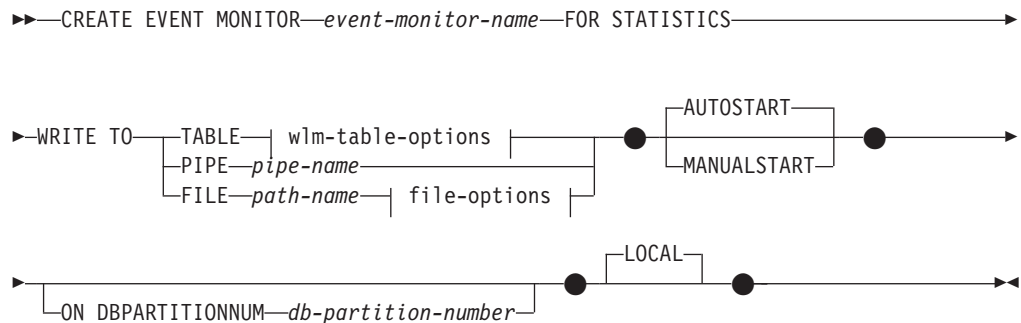 CREATE EVENT MONITOR event-monitor-name FOR STATISTICS
AUTOSTART
WRITE TO TABLE wlm-table-options
MANUALSTART
PIPE pipe-name
FILE path-name file-options
LOCAL
ON DBPARTITIONNUM db-partition-number